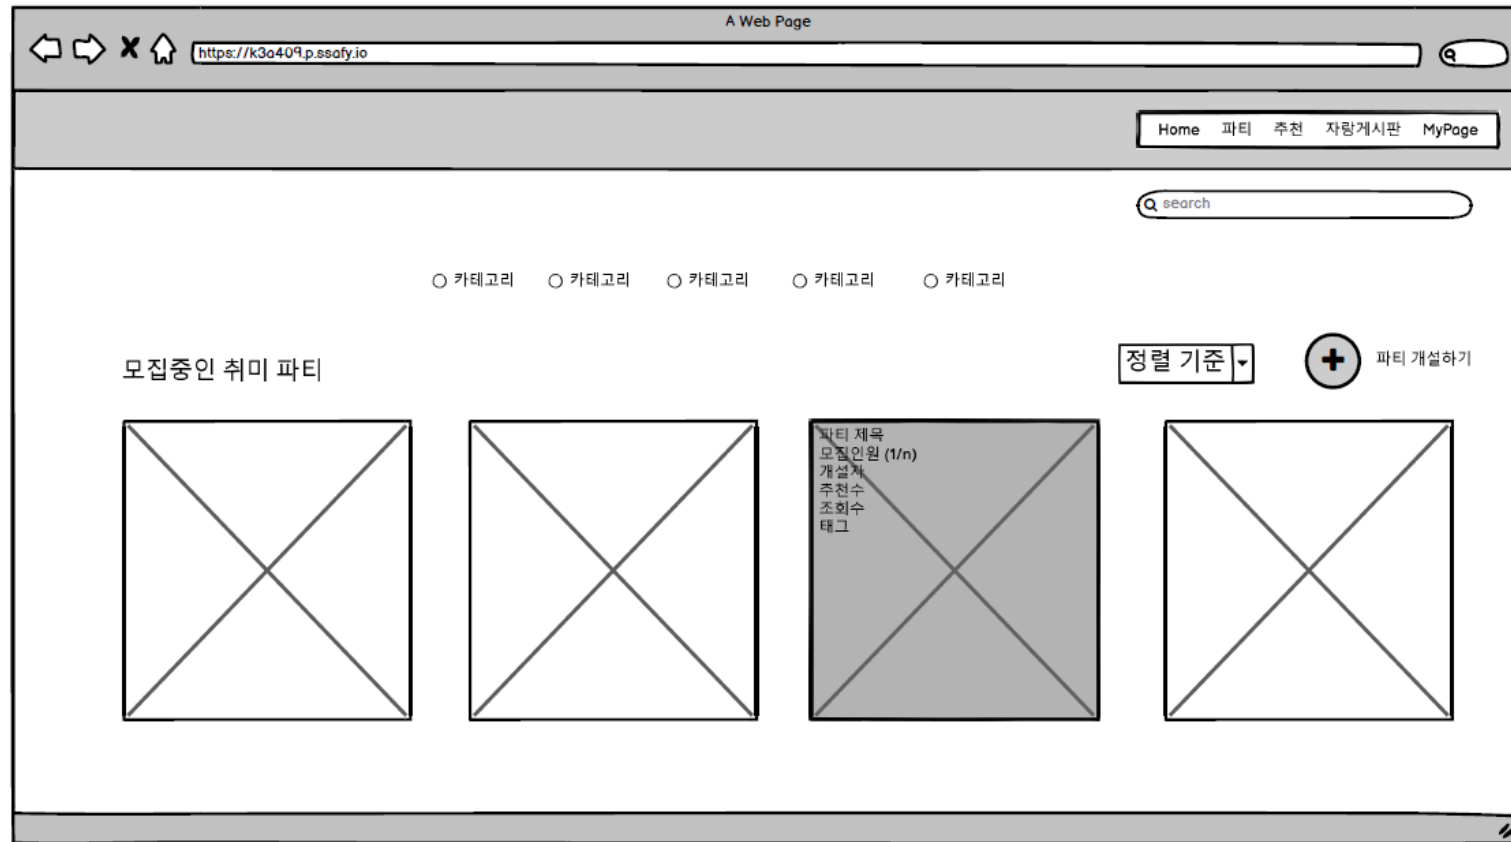 A Web Page
https://k3a409.p.ssafy.io
Home 파티 추천 자랑게시판 MyPage
search
카테고리 카테고리 카테고리 카테고리 카테고리
모집중인 취미 파티
정렬 기준
파티 개설하기
파티 제목
모집인원 (1/n)
개설자
추천수
조회수
태그